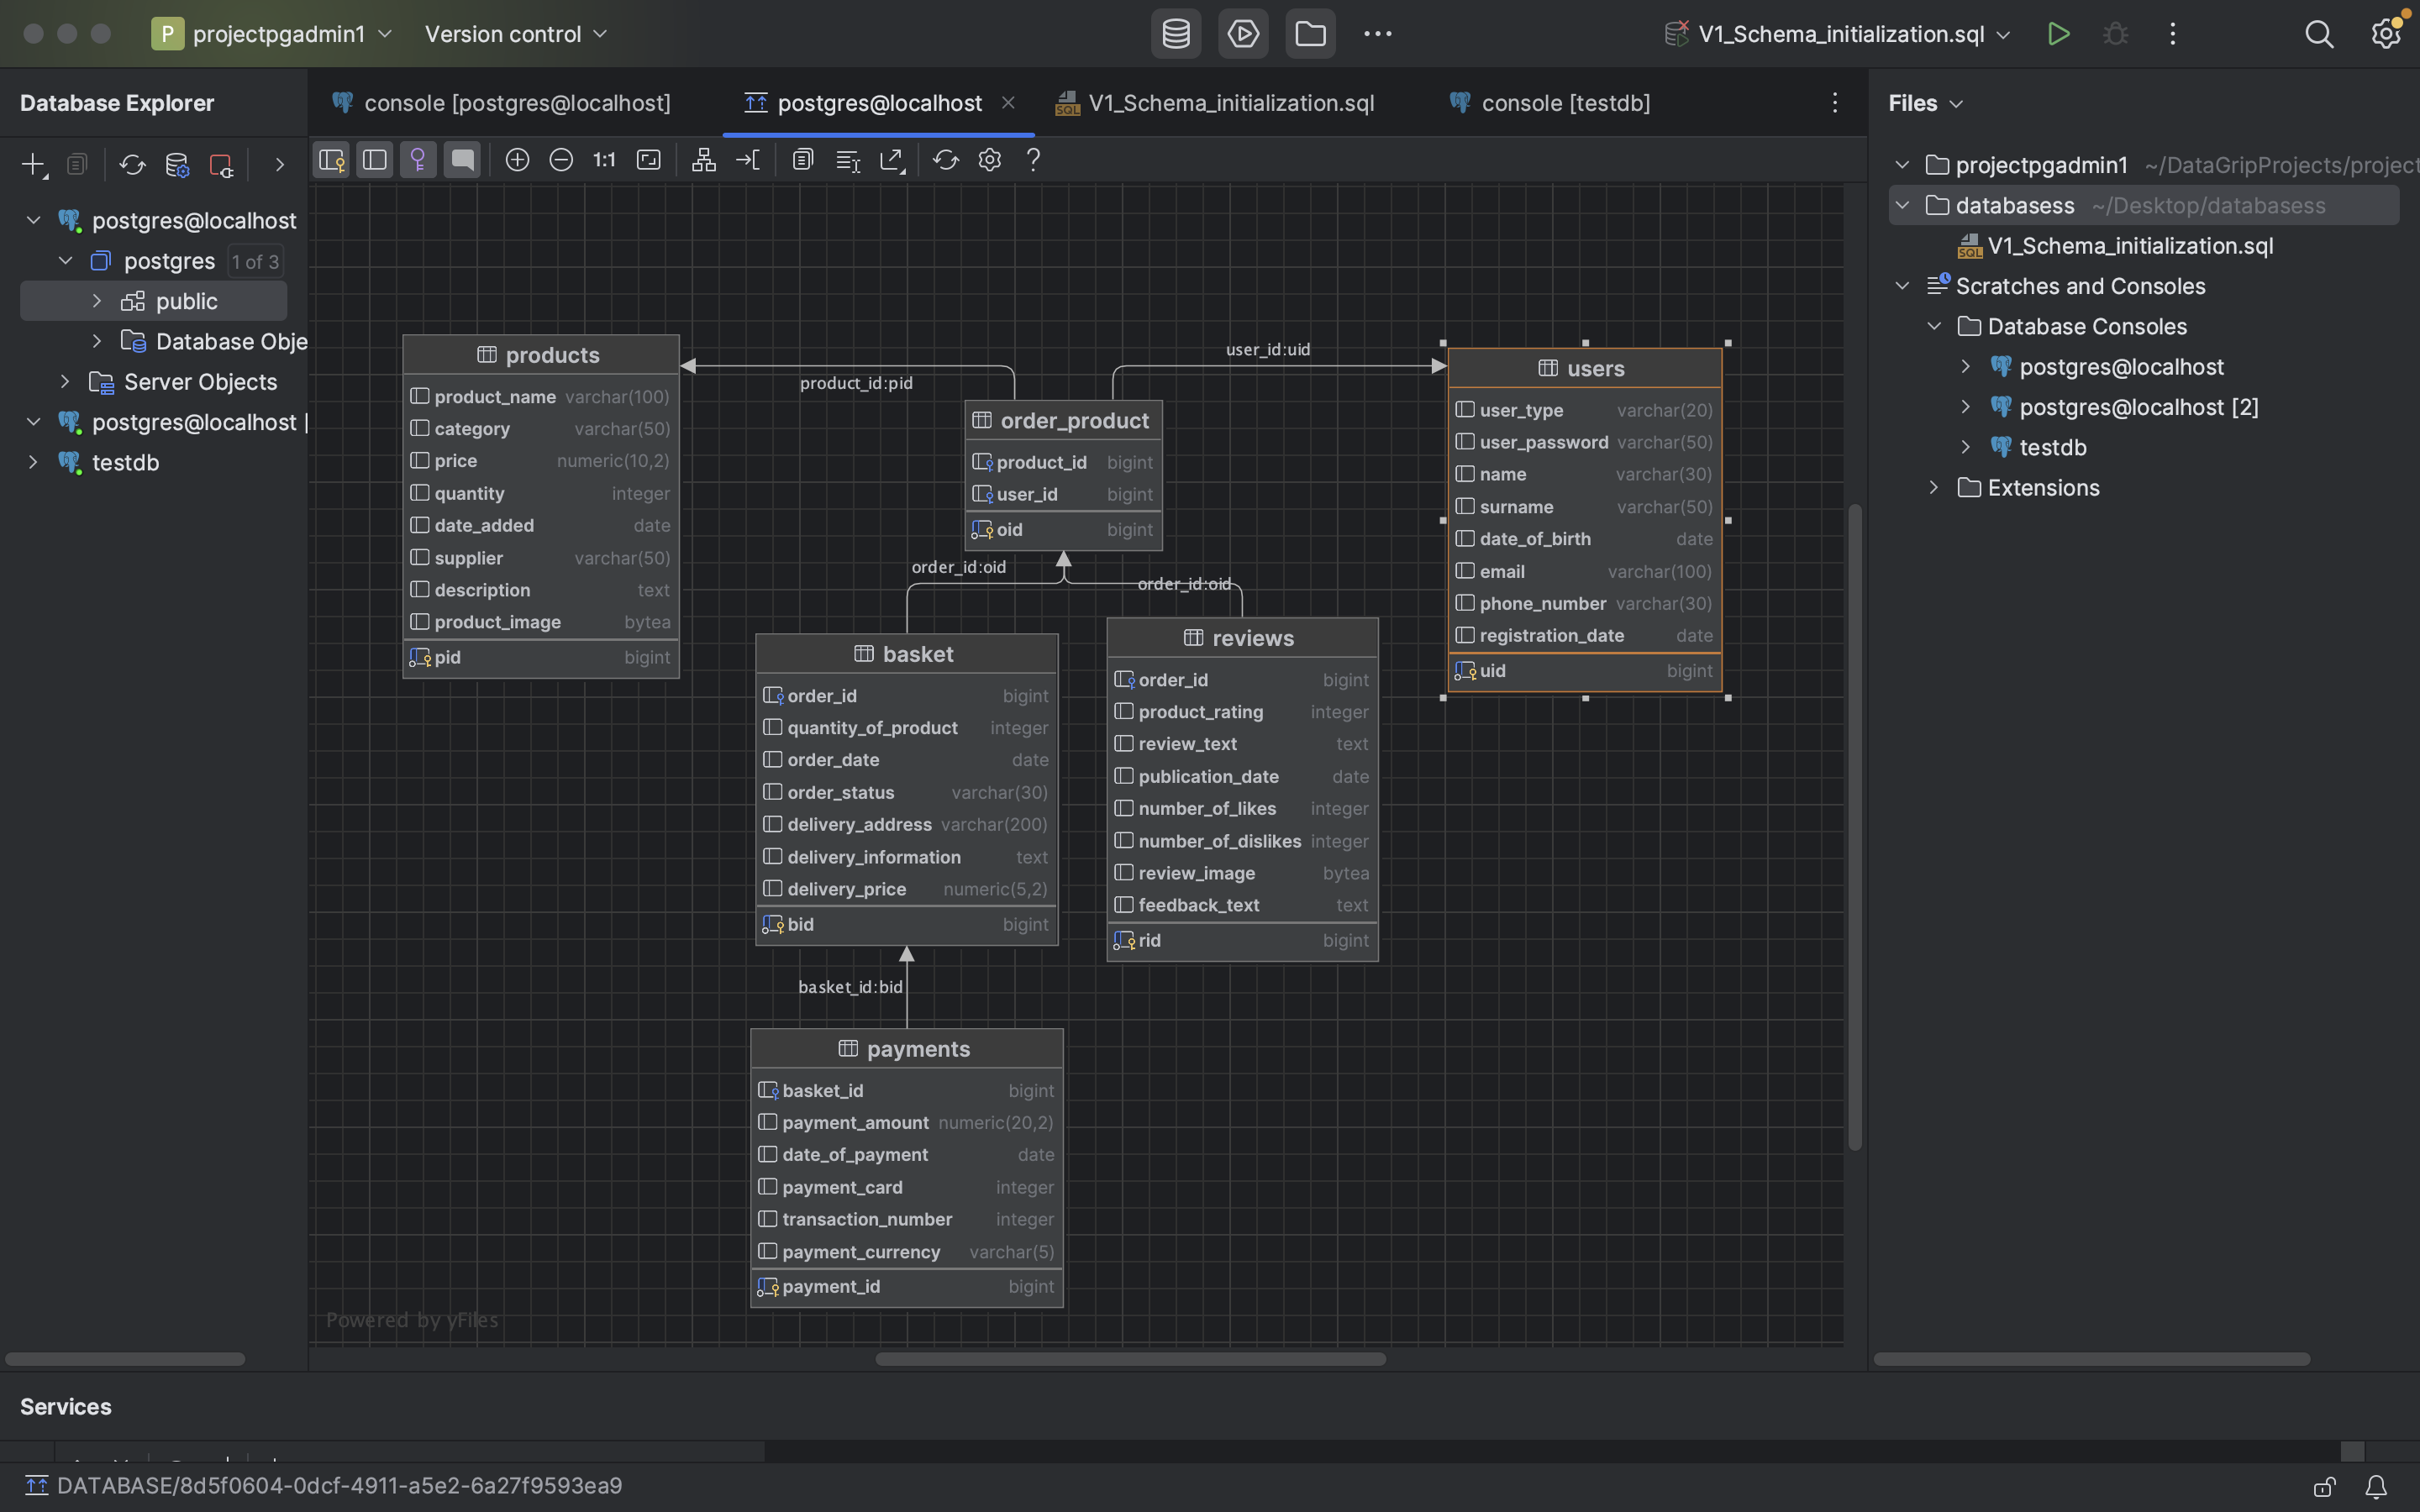 P projectpgadmin1 Version control V1_Schema_initialization.sql
Database Explorer
console [postgres@localhost] postgres@localhost V1_Schema_initialization.sql console [testdb]
Files
1:1 ?
postgres@localhost
postgres 1 of 3
public
Database Obje
Server Objects
postgres@localhost [
testdb
products
product_name varchar(100)
category varchar(50)
price numeric(10,2)
quantity integer
date_added date
supplier varchar(50)
description text
product_image bytea
pid bigint
product_id:pid
user_id:uid
order_product
product_id bigint
user_id bigint
oid bigint
order_id:oid
order_id:oid
users
user_type varchar(20)
user_password varchar(50)
name varchar(30)
surname varchar(50)
date_of_birth date
email varchar(100)
phone_number varchar(30)
registration_date date
uid bigint
basket
order_id bigint
quantity_of_product integer
order_date date
order_status varchar(30)
delivery_address varchar(200)
delivery_information text
delivery_price numeric(5,2)
bid bigint
reviews
order_id bigint
product_rating integer
review_text text
publication_date date
number_of_likes integer
number_of_dislikes integer
review_image bytea
feedback_text text
rid bigint
basket_id:bid
payments
basket_id bigint
payment_amount numeric(20,2)
date_of_payment date
payment_card integer
transaction_number integer
payment_currency varchar(5)
payment_id bigint
Powered by yFiles
projectpgadmin1 ~/DataGripProjects/project
databasess ~/Desktop/databasess
SQL V1_Schema_initialization.sql
Scratches and Consoles
Database Consoles
postgres@localhost
postgres@localhost [2]
testdb
Extensions
Services
DATABASE/8d5f0604-0dcf-4911-a5e2-6a27f9593ea9